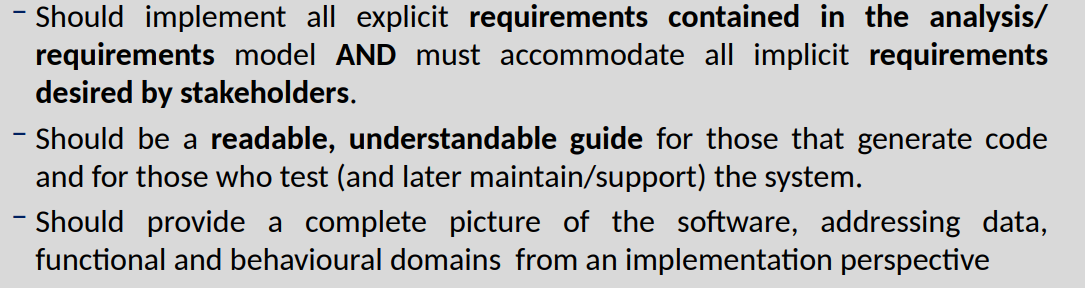 – Should implement all explicit requirements contained in the analysis/
requirements model AND must accommodate all implicit requirements
desired by stakeholders.
– Should be a readable, understandable guide for those that generate code
and for those who test (and later maintain/support) the system.
– Should provide a complete picture of the software, addressing data,
functional and behavioural domains from an implementation perspective